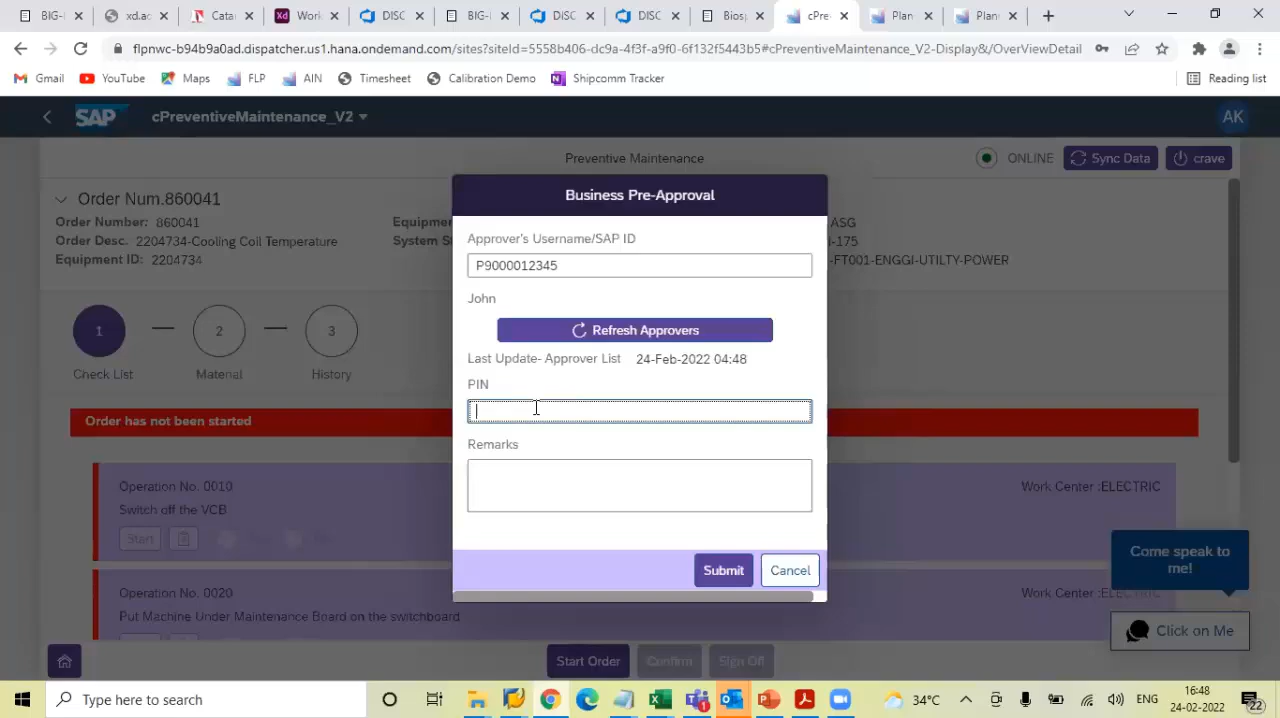 BIG-I
xd.ac
Cata
Work
DISC
BIG-I
DiSC
DISC
Bios
cPre
Plan
Plan
flpnwc-b94b9a0ad.dispatcher.us1.hana.ondemand.com/sites?siteId=5558b406-dc9a-4f3f-a9f0-6f132f5443b5#cPreventiveMaintenance_V2-Display&/OverViewDetail
Gmail
YouTube
Maps
FLP
AIN
Timesheet
Calibration Demo
Shipcomm Tracker
Reading list
SAP
cPreventiveMaintenance_V2
AK
Preventive Maintenance
ONLINE
Sync Data
crave
Order Num.860041
Order Number: 860041
Equipme
ASG
Order Desc. 2204734-Cooling Coil Temperature
System S
I-175
Equipment ID: 2204734
-FT001-ENGGI-UTILTY-POWER
1
2
3
Check List
Material
History
Order has not been started
Operation No. 0010
Work Center :ELECTRIC
Switch off the VCB
Start
Operation No. 0020
Work Center :ELECTRIC
Put Machine Under Maintenance Board on the switchboard
Business Pre-Approval
Approver's Username/SAP ID
P9000012345
John
Refresh Approvers
Last Update- Approver List 24-Feb-2022 04:48
PIN
Remarks
Submit
Cancel
Come speak to
me!
Click on Me
Start Order
Confirm
Sign Off
Type here to search
34°C
ENG
16:48
24-02-2022
22